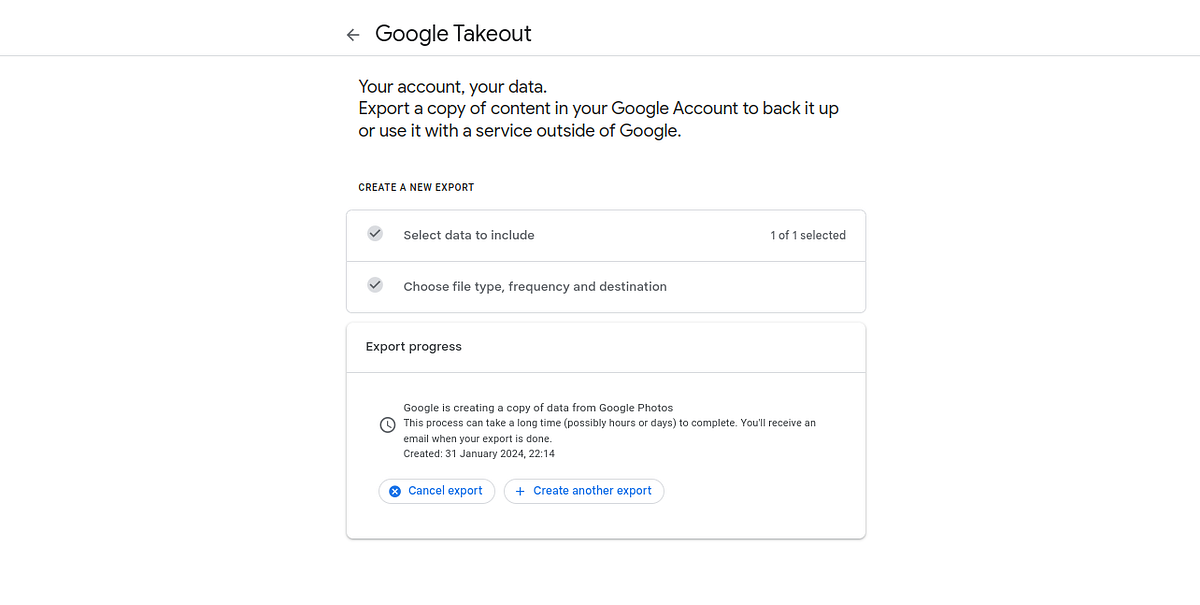 Google Takeout
Your account, your data.
Export a copy of content in your Google Account to back it up
or use it with a service outside of Google.
CREATE A NEW EXPORT
Select data to include
1 of 1 selected
Choose file type, frequency and destination
Export progress
Google is creating a copy of data from Google Photos
This process can take a long time (possibly hours or days) to complete. You'll receive an
email when your export is done.
Created: 31 January 2024, 22:14
Cancel export
Create another export